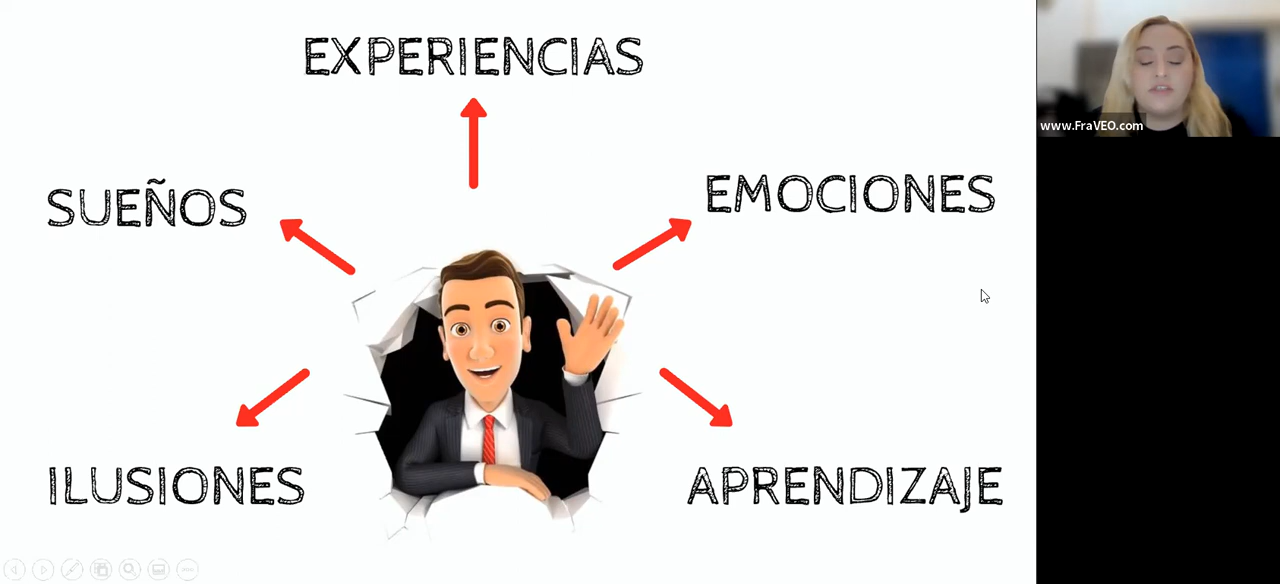 EXPERIENCIAS
SUEÑOS
EMOCIONES
ILUSIONES
APRENDIZAJE
www.FraVEO.com